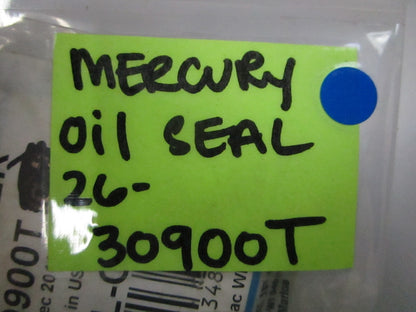 MERCURY
Oil SEAL
26-
30900T